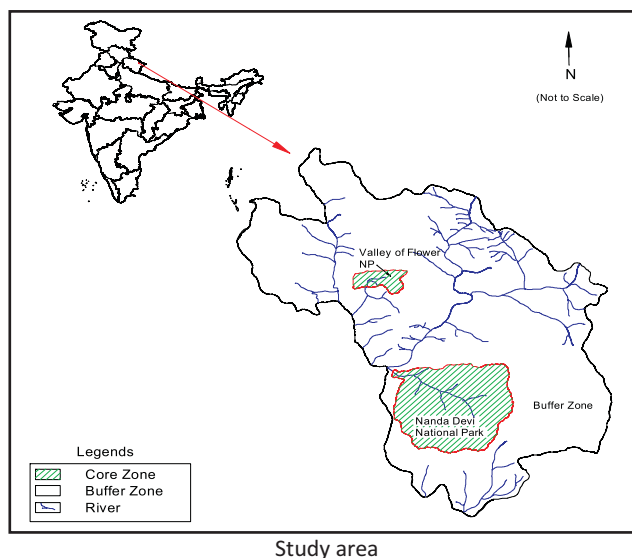 N
(Not to Scale)
Valley of Flower
NP
Buffer Zone
Nanda Devi
National Park
Legends
Core Zone
Buffer Zone
River
Study area